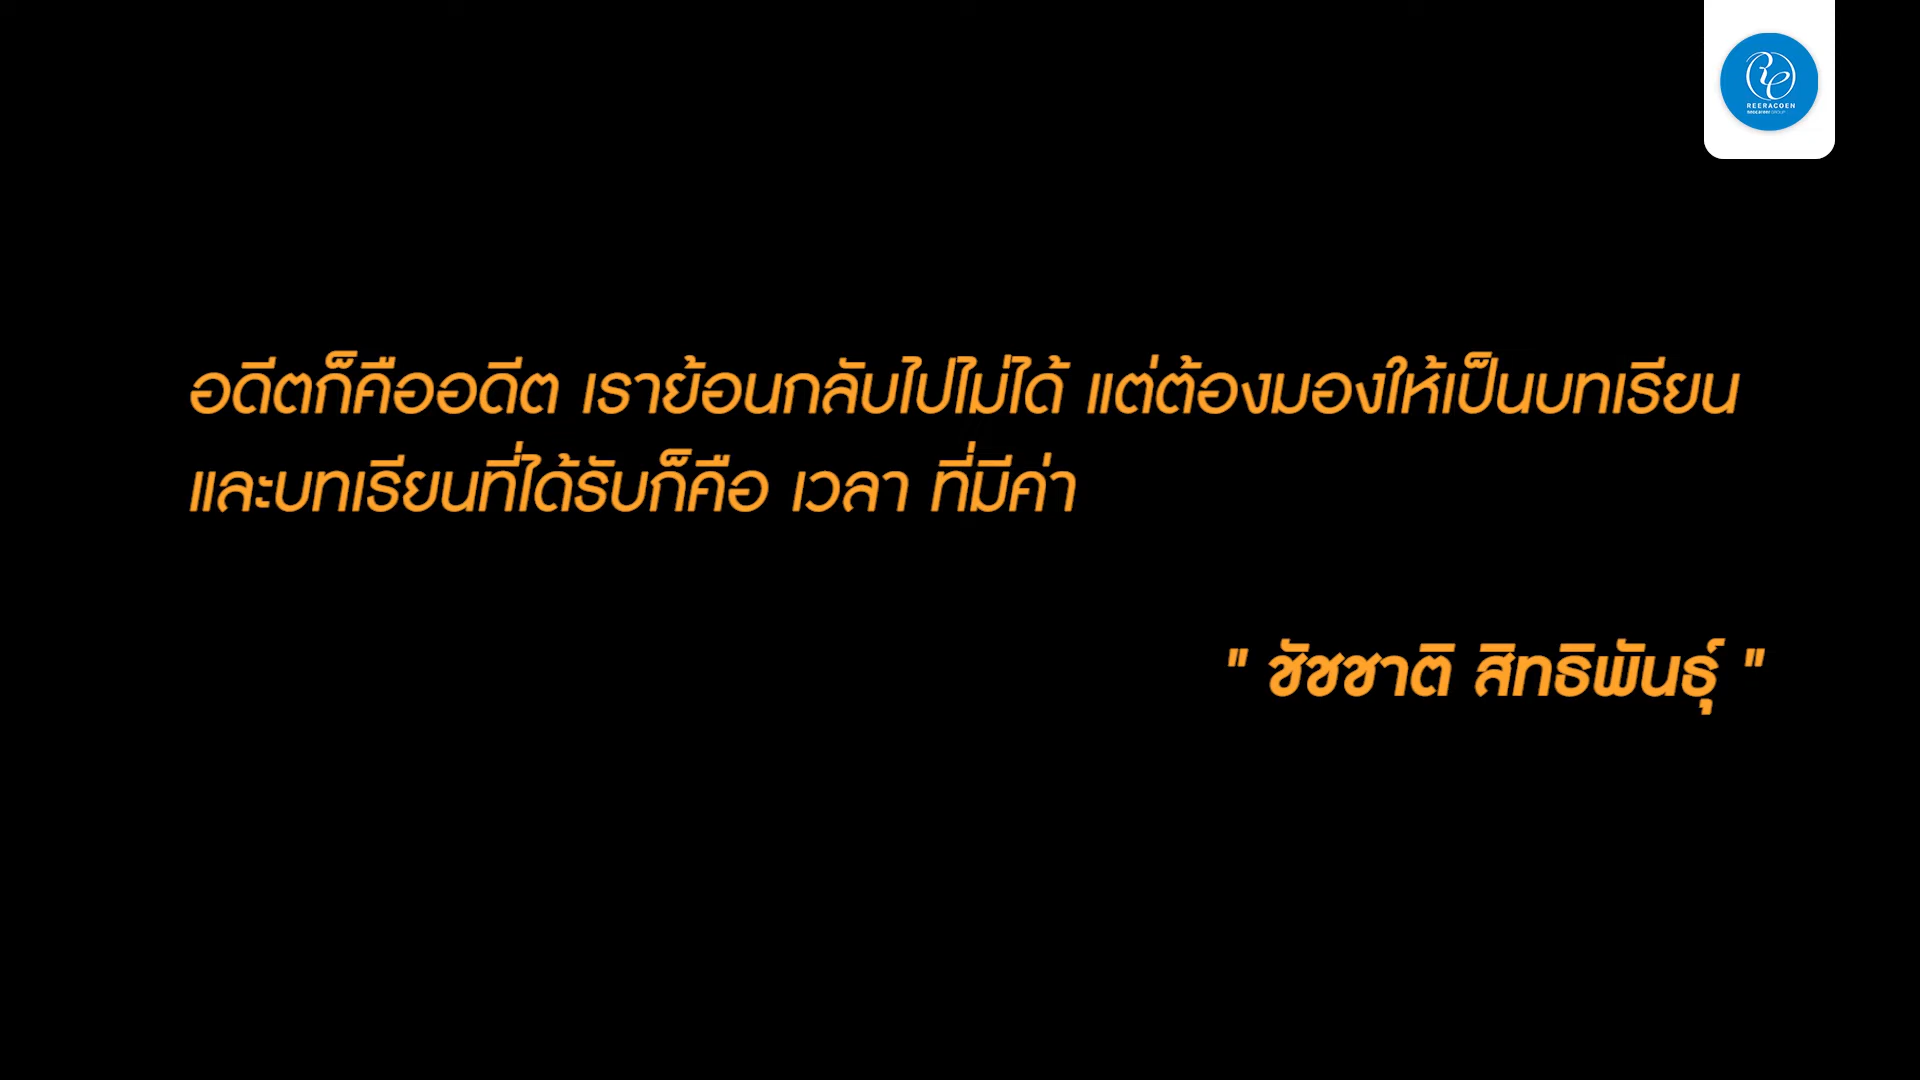 RE
REERACOEN
อดีตก็คืออดีต เราย้อนกลับไปไม่ได้ แต่ต้องมองให้เป็นบทเรียน
และบทเรียนที่ได้รับก็คือ เวลา ที่มีค่า
" ชัชชาติ สิทธิพันธุ์ "